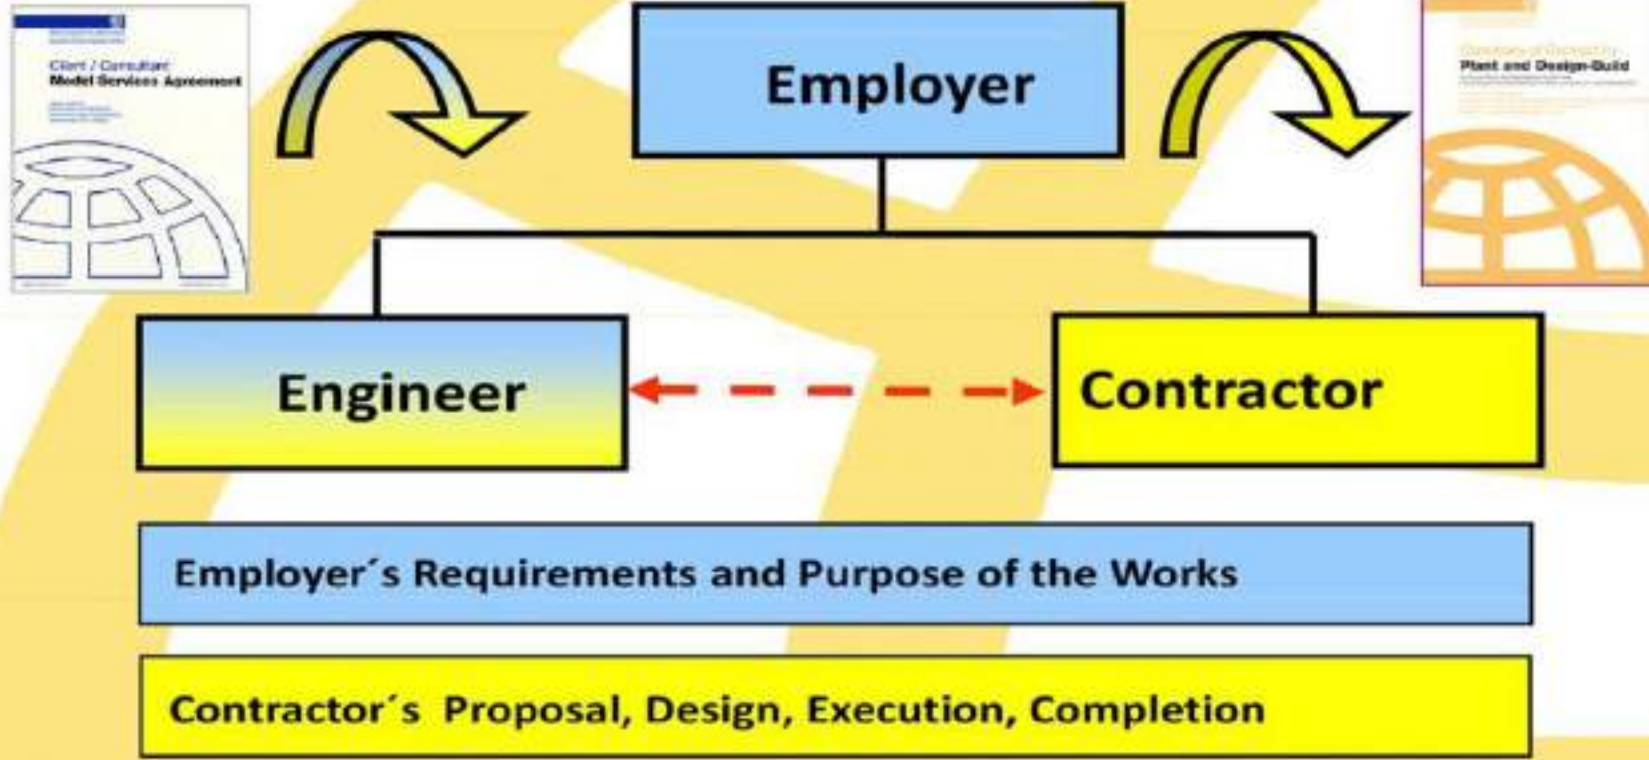 Client / Consultant
Model Services Agreement
Employer
Plant and Design-Build
Engineer
Contractor
Employer´s Requirements and Purpose of the Works
Contractor´s Proposal, Design, Execution, Completion